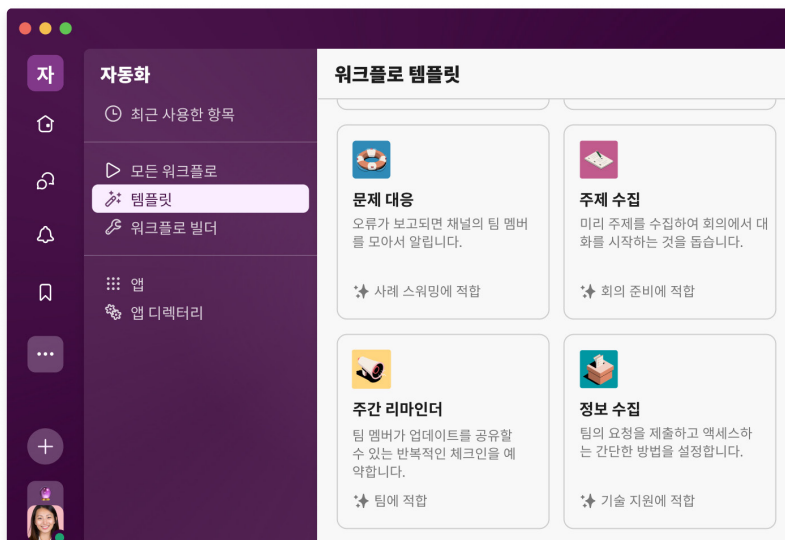 자
자동화
최근 사용한 항목
모든 워크플로
템플릿
워크플로 빌더
앱
앱 디렉터리
워크플로 템플릿
문제 대응
오류가 보고되면 채널의 팀 멤버
를 모아서 알립니다.
사례 스워밍에 적합
주제 수집
미리 주제를 수집하여 회의에서 대
화를 시작하는 것을 돕습니다.
회의 준비에 적합
주간 리마인더
팀 멤버가 업데이트를 공유할
수 있는 반복적인 체크인을 예
약합니다.
팀에 적합
정보 수집
팀의 요청을 제출하고 액세스하
는 간단한 방법을 설정합니다.
기술 지원에 적합